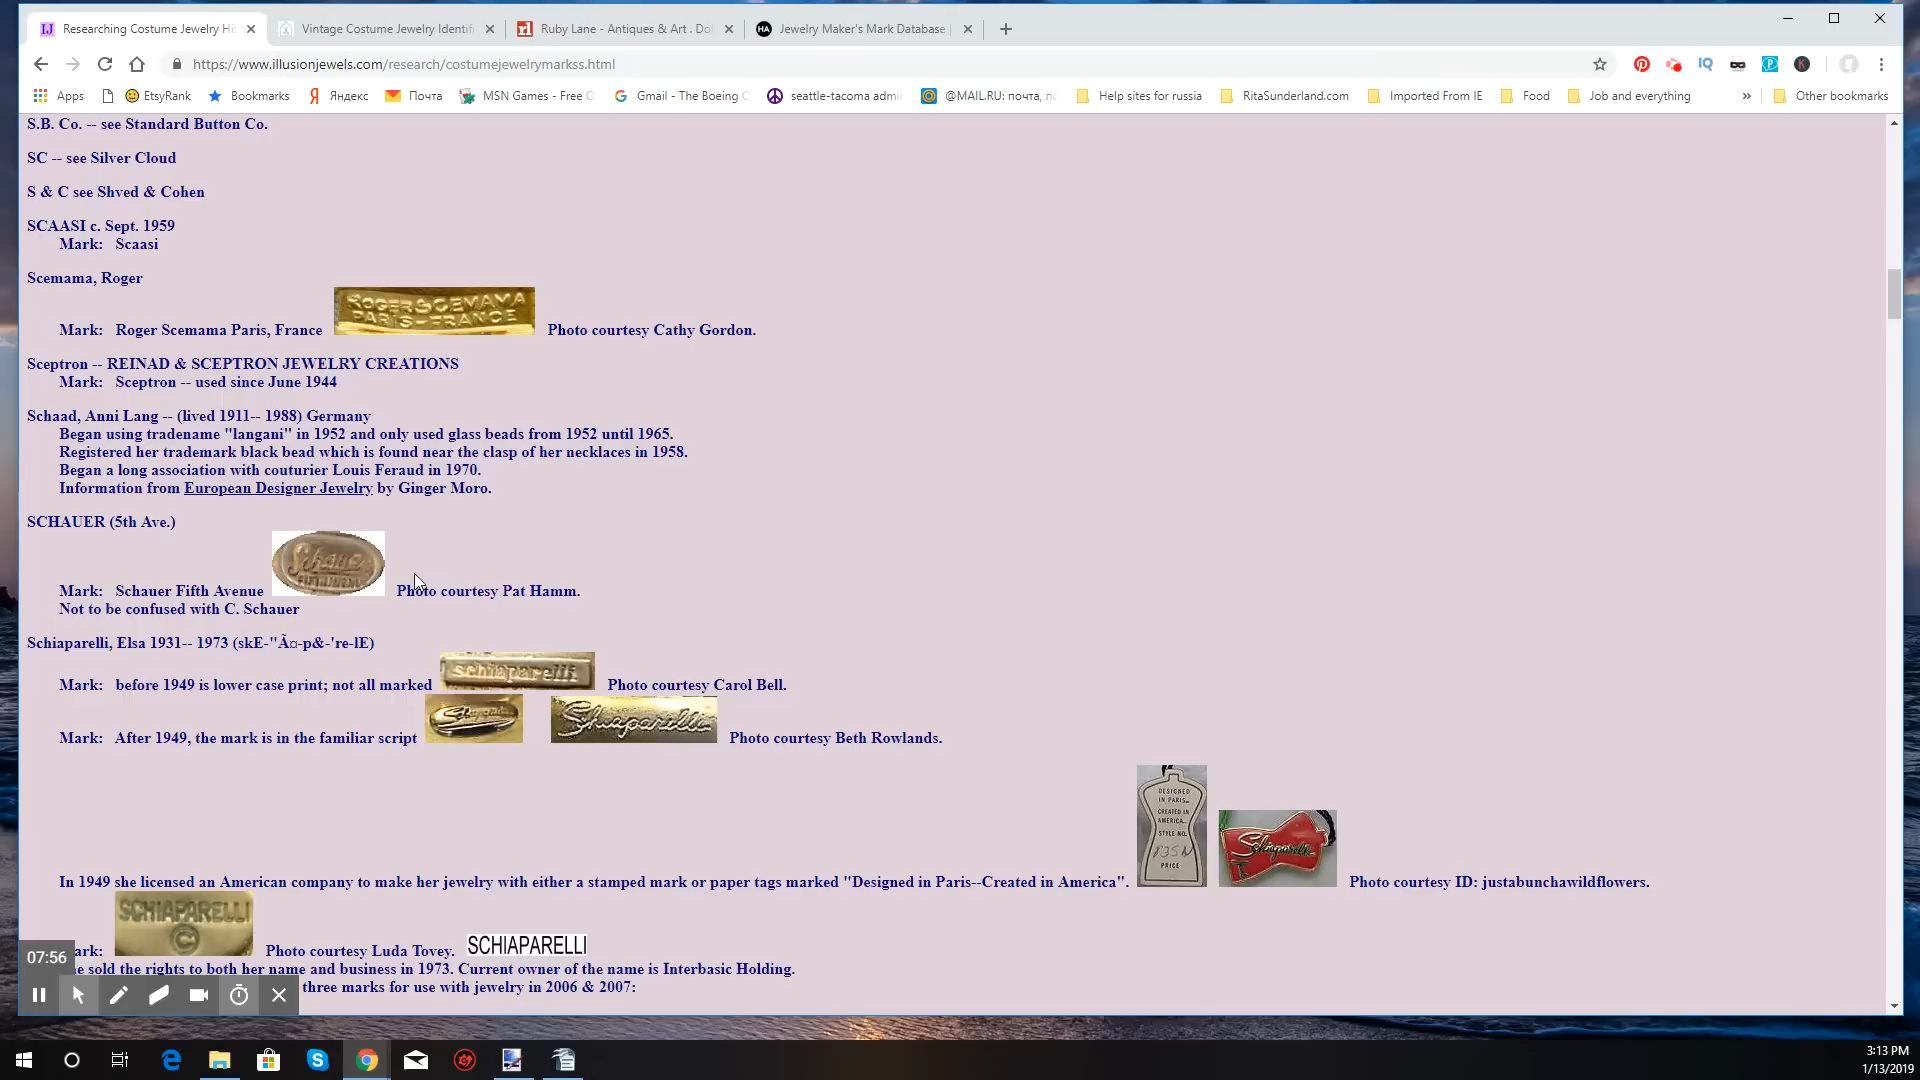 Researching Costume Jewelry Hi
Vintage Costume Jewelry Identif
Ruby Lane - Antiques & Art . Do
Jewelry Maker's Mark Database |
https://www.illusionjewels.com/research/costumejewelrymarkss.html
Apps
EtsyRank
Bookmarks
Яндекс
Почта
MSN Games - Free O
Gmail - The Boeing C
seattle-tacoma admi
@MAIL.RU: почта, п
Help sites for russia
RitaSunderland.com
Imported From IE
Food
Job and everything
»
Other bookmarks
S.B. Co. -- see Standard Button Co.
SC -- see Silver Cloud
S & C see Shved & Cohen
SCAASI c. Sept. 1959
Mark: Scaasi
Scemama, Roger
ROGER SCEMAMA
PARIS-FRANCE
Mark: Roger Scemama Paris, France Photo courtesy Cathy Gordon.
Sceptron -- REINAD & SCEPTRON JEWELRY CREATIONS
Mark: Sceptron -- used since June 1944
Schaad, Anni Lang -- (lived 1911-- 1988) Germany
Began using tradename "langani" in 1952 and only used glass beads from 1952 until 1965.
Registered her trademark black bead which is found near the clasp of her necklaces in 1958.
Began a long association with couturier Louis Feraud in 1970.
Information from European Designer Jewelry by Ginger Moro.
SCHAUER (5th Ave.)
Schauer
Mark: Schauer Fifth Avenue Photo courtesy Pat Hamm.
Not to be confused with C. Schauer
Schiaparelli, Elsa 1931-- 1973 (skE-"Ã¤-p&-'re-lE)
schiaparelli
Mark: before 1949 is lower case print; not all marked Photo courtesy Carol Bell.
Schiaparelli Schiaparelli
Mark: After 1949, the mark is in the familiar script Photo courtesy Beth Rowlands.
DESIGNED
IN PARIS...
CREATED IN
AMERICA...
STYLE NO.
PRICE
Schiaparelli
In 1949 she licensed an American company to make her jewelry with either a stamped mark or paper tags marked "Designed in Paris--Created in America". Photo courtesy ID: justabunchawildflowers.
SCHIAPARELLI
©
ark: Photo courtesy Luda Tovey. SCHIAPARELLI
e sold the rights to both her name and business in 1973. Current owner of the name is Interbasic Holding.
three marks for use with jewelry in 2006 & 2007:
07:56
3:13 PM
1/13/2019